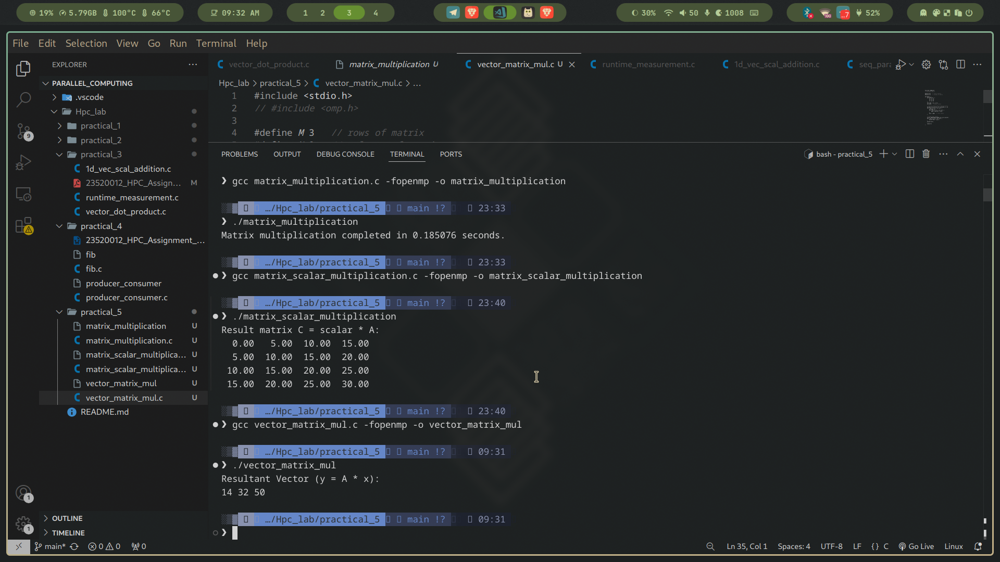 19% 5.79GB 100°C 66°C
09:32 AM
1 2 3 4
30% 50 1008
100
..7
52%
File Edit Selection View Go Run Terminal Help
EXPLORER
PARALLEL_COMPUTING
.vscode
Hpc_lab
practical_1
practical_2
practical_3
1d_vec_scal_addition.c
23520012_HPC_Assign... M
runtime_measurement.c
vector_dot_product.c
practical_4
23520012_HPC_Assignment_...
fib
fib.c
producer_consumer
producer_consumer.c
practical_5
matrix_multiplication U
matrix_multiplication.c U
matrix_scalar_multiplica... U
matrix_scalar_multiplica... U
vector_matrix_mul U
vector_matrix_mul.c U
README.md
OUTLINE
TIMELINE
9
1
1
vector_dot_product.c matrix_multiplication U vector_matrix_mul.c U runtime_measurement.c 1d_vec_scal_addition.c seq_para
Hpc_lab > practical_5 > vector_matrix_mul.c > ...
1 #include <stdio.h>
2 // #include <omp.h>
3
4 #define M 3 // rows of matrix
PROBLEMS OUTPUT DEBUG CONSOLE TERMINAL PORTS
bash - practical_5
❯ gcc matrix_multiplication.c -fopenmp -o matrix_multiplication
…/Hpc_lab/practical_5 main !? 23:33
❯ ./matrix_multiplication
Matrix multiplication completed in 0.185076 seconds.
…/Hpc_lab/practical_5 main !? 23:33
❯ gcc matrix_scalar_multiplication.c -fopenmp -o matrix_scalar_multiplication
…/Hpc_lab/practical_5 main !? 23:40
❯ ./matrix_scalar_multiplication
Result matrix C = scalar * A:
0.00 5.00 10.00 15.00
5.00 10.00 15.00 20.00
10.00 15.00 20.00 25.00
15.00 20.00 25.00 30.00
…/Hpc_lab/practical_5 main !? 23:40
❯ gcc vector_matrix_mul.c -fopenmp -o vector_matrix_mul
…/Hpc_lab/practical_5 main !? 09:31
❯ ./vector_matrix_mul
Resultant Vector (y = A * x):
14 32 50
…/Hpc_lab/practical_5 main !? 09:31
❯
main* 0 0 0
Ln 35, Col 1 Spaces: 4 UTF-8 LF {} C Go Live Linux